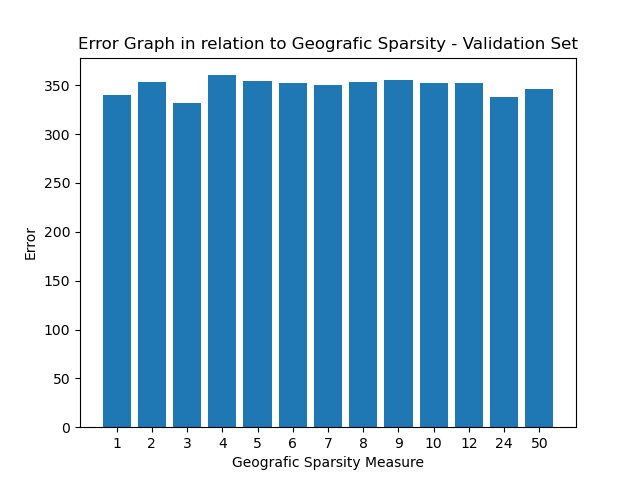 Error Graph in relation to Geografic Sparsity - Validation Set
350
300
250
200
150
100
50
0
Error
1 2 3 4 5 6 7 8 9 10 12 24 50
Geografic Sparsity Measure